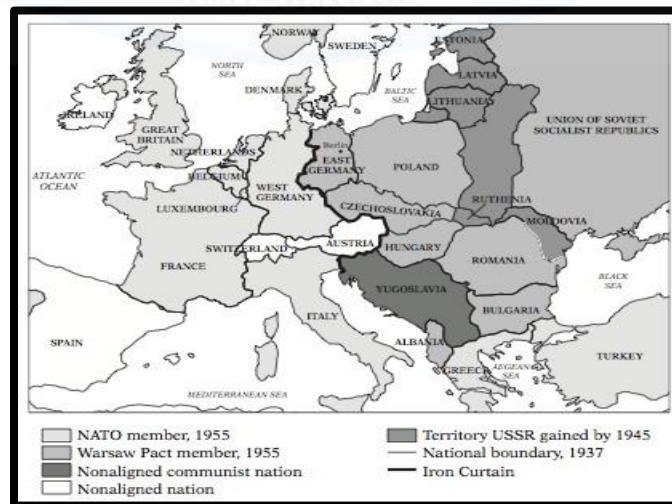 NORWAY
SWEDEN
ESTONIA
NORTH
SEA
LATVIA
DENMARK
BALTIC
SEA
LITHUANIA
IRELAND
UNION OF SOVIET
SOCIALIST REPUBLICS
GREAT
BRITAIN
NETHERLANDS
Berlin
EAST
GERMANY
POLAND
ATLANTIC
OCEAN
BELGIUM
WEST
GERMANY
RUTHENIA
LUXEMBOURG
CZECHOSLOVAKIA
MOLDOVIA
SWITZERLAND
AUSTRIA
HUNGARY
FRANCE
ROMANIA
YUGOSLAVIA
BLACK
SEA
ITALY
BULGARIA
SPAIN
ALBANIA
TURKEY
GREECE
AEGEAN
SEA
MEDITERRANEAN SEA
NATO member, 1955
Warsaw Pact member, 1955
Nonaligned communist nation
Nonaligned nation
Territory USSR gained by 1945
National boundary, 1937
Iron Curtain